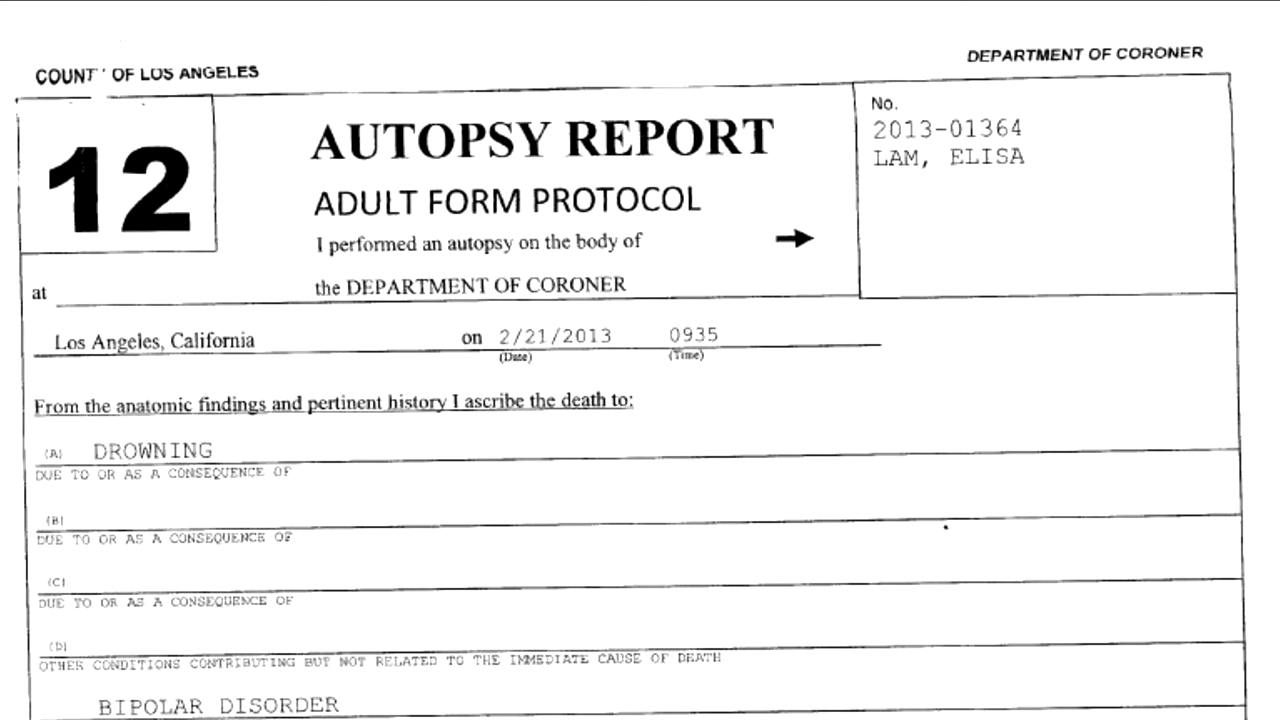 COUNT OF LOS ANGELES
DEPARTMENT OF CORONER
12
AUTOPSY REPORT
ADULT FORM PROTOCOL
I performed an autopsy on the body of
No.
2013-01364
LAM, ELISA
at
the DEPARTMENT OF CORONER
Los Angeles, California on 2/21/2013 0935
(Date) (Time)
From the anatomic findings and pertinent history I ascribe the death to:
(A) DROWNING
DUE TO OR AS A CONSEQUENCE OF
(B)
DUE TO OR AS A CONSEQUENCE OF
(C)
DUE TO OR AS A CONSEQUENCE OF
(D)
OTHER CONDITIONS CONTRIBUTING BUT NOT RELATED TO THE IMMEDIATE CAUSE OF DEATH
BIPOLAR DISORDER